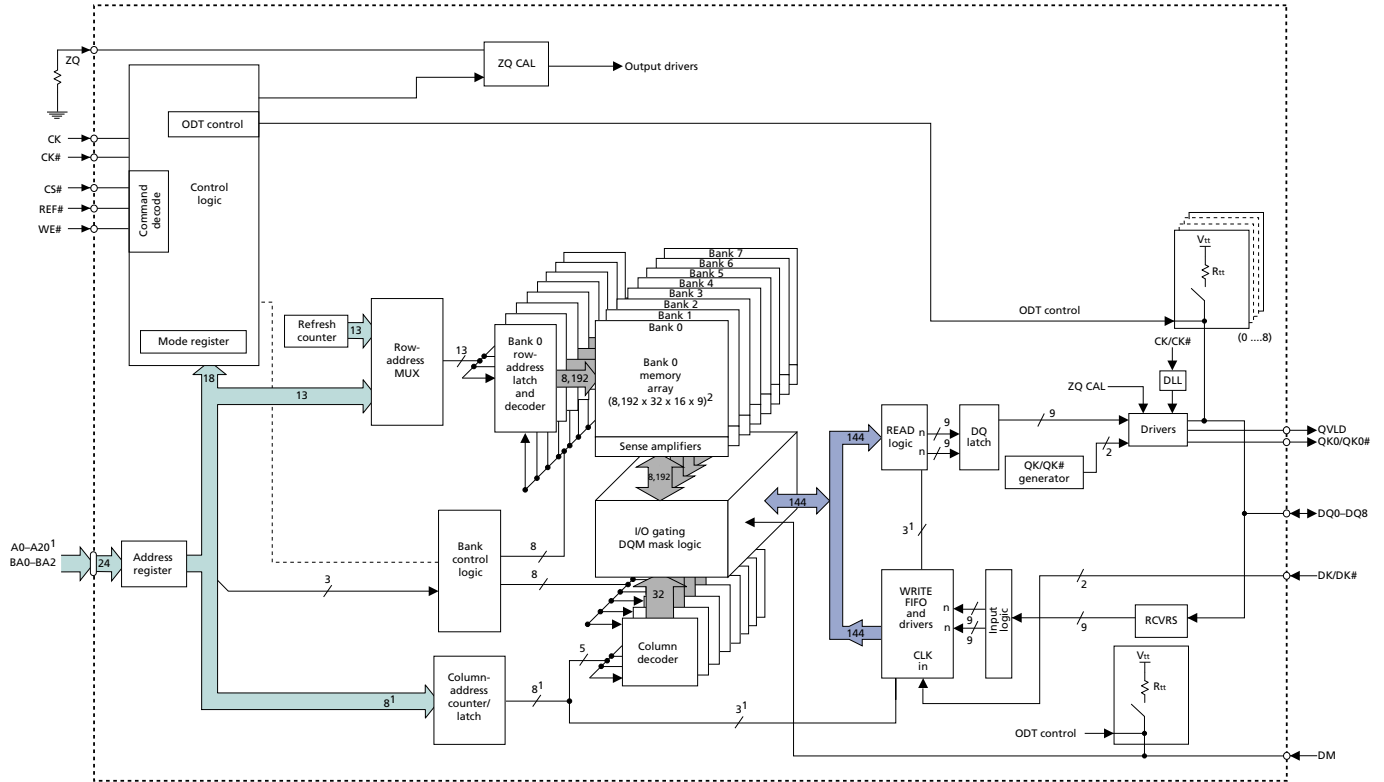 ZQ
ZQ CAL
Output drivers
ODT control
CK
CK#
CS#
REF#
WE#
Command
decode
Control
logic
Mode register
18
Refresh
counter
13
Row-
address
MUX
13
13
Bank 0
row-
address
latch
and
decoder
8,192
Bank 7
Bank 6
Bank 5
Bank 4
Bank 3
Bank 2
Bank 1
Bank 0
Bank 0
memory
array
(8,192 x 32 x 16 x 9)2
Sense amplifiers
8,192
I/O gating
DQM mask logic
32
Column
decoder
A0–A201
BA0–BA2
24
Address
register
3
Bank
control
logic
8
8
Column-
address
counter/
latch
81
81
5
31
144
144
144
READ
logic
n
n
9
9
DQ
latch
9
31
WRITE
FIFO
and
drivers
n
n
CLK
in
9
9
Input
logic
9
2
RCVRS
QK/QK#
generator
2
ZQ CAL
Drivers
DLL
CK/CK#
ODT control
Vtt
Rtt
(0 ....8)
QVLD
QK0/QK0#
DQ0–DQ8
DK/DK#
Vtt
Rtt
ODT control
DM